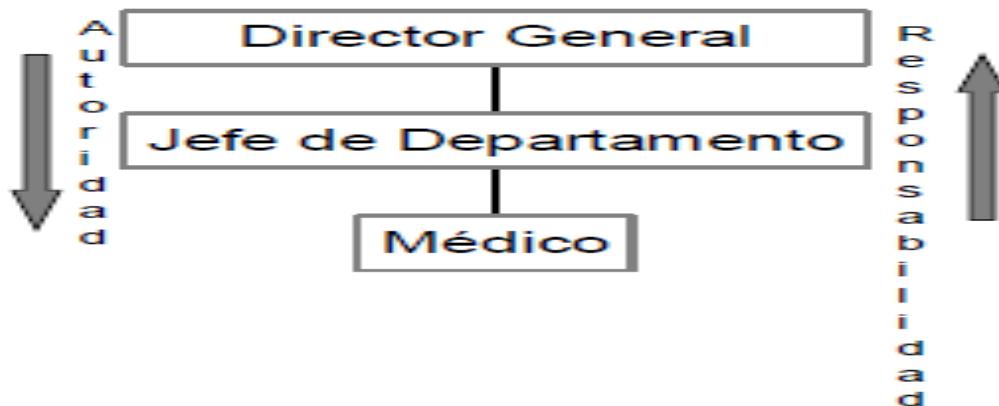 Autoridad
Director General
Jefe de Departamento
Médico
Responsabilidad